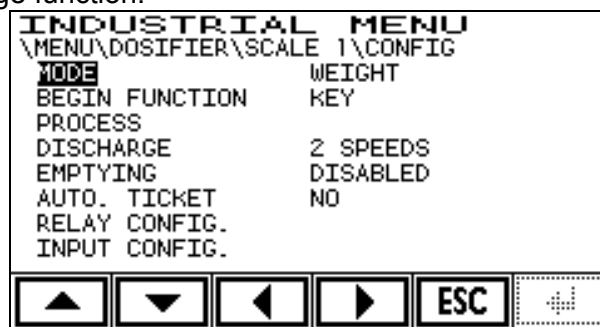 ge function.
INDUSTRIAL MENU
\MENU\DOSIFIER\SCALE 1\CONFIG
MODE WEIGHT
BEGIN FUNCTION KEY
PROCESS
DISCHARGE 2 SPEEDS
EMPTYING DISABLED
AUTO. TICKET NO
RELAY CONFIG.
INPUT CONFIG.
ESC